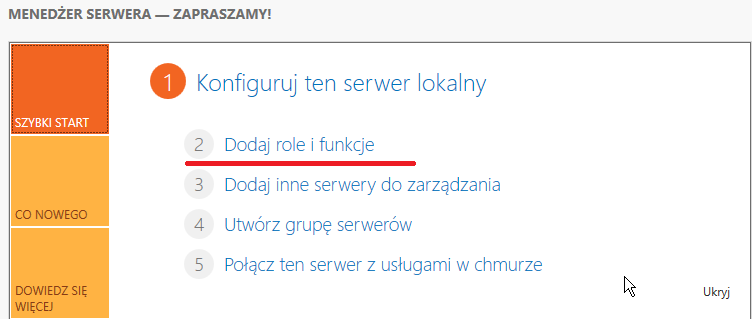 MENEDŻER SERWERA — ZAPRASZAMY!
SZYBKI START
CO NOWEGO
DOWIEDZ SIĘ
WIĘCEJ
1 Konfiguruj ten serwer lokalny
2 Dodaj role i funkcje
3 Dodaj inne serwery do zarządzania
4 Utwórz grupę serwerów
5 Połącz ten serwer z usługami w chmurze
Ukryj